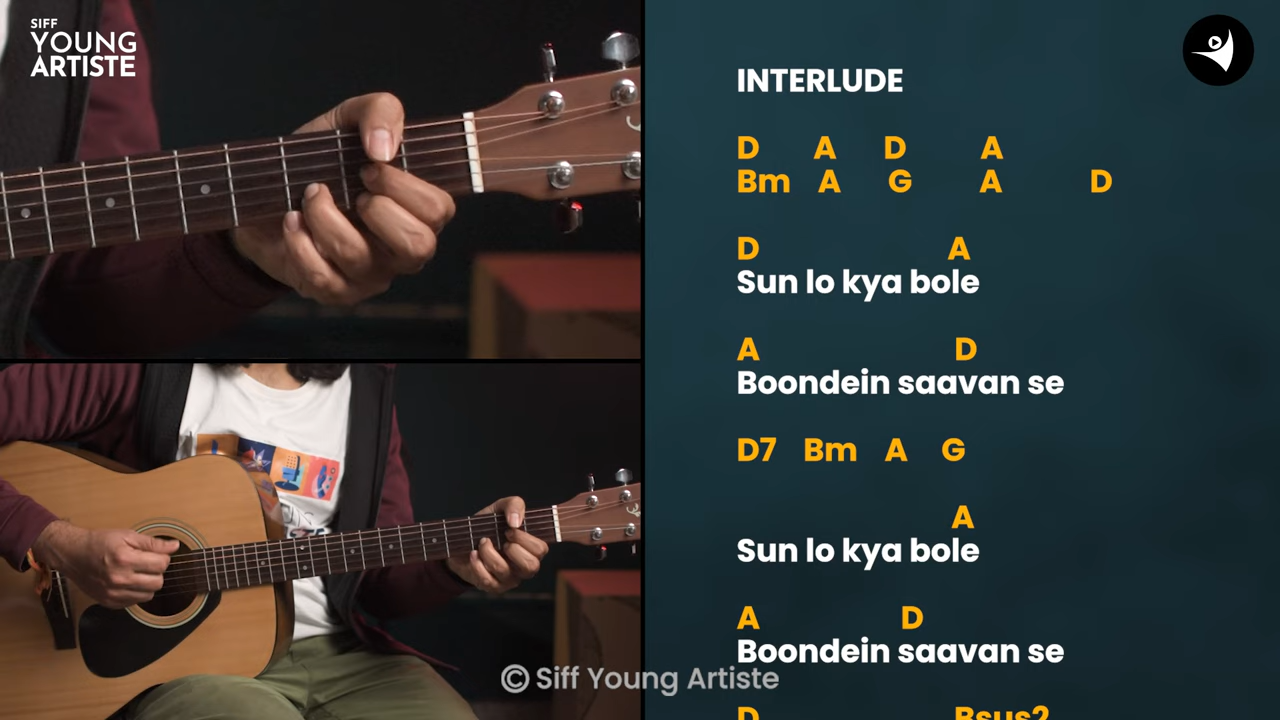 SIFF
YOUNG
ARTISTE
INTERLUDE
D A D A
Bm A G A D
D A
Sun lo kya bole
A D
Boondein saavan se
D7 Bm A G
A
Sun lo kya bole
A D
Boondein saavan se
© Siff Young Artiste
D Bsus2